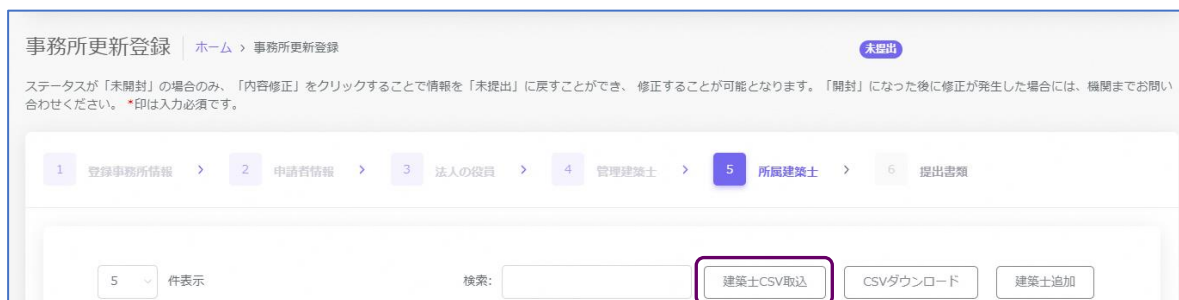 事務所更新登録 ホーム > 事務所更新登録 未提出
ステータスが「未開封」の場合のみ、「内容修正」をクリックすることで情報を「未提出」に戻すことができ、 修正することが可能となります。「開封」になった後に修正が発生した場合には、機関までお問い
合わせください。 *印は入力必須です。
1 登録事務所情報 > 2 申請者情報 > 3 法人の役員 > 4 管理建築士 > 5 所属建築士 > 6 提出書類
5 件表示 検索: 建築士CSV取込 CSVダウンロード 建築士追加